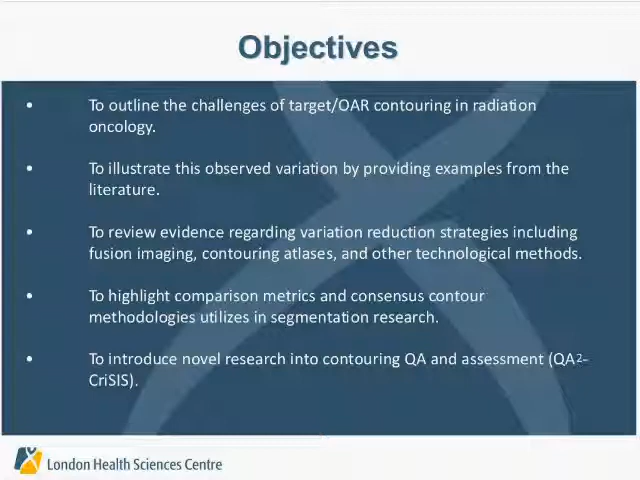 Objectives
• To outline the challenges of target/OAR contouring in radiation
oncology.
• To illustrate this observed variation by providing examples from the
literature.
• To review evidence regarding variation reduction strategies including
fusion imaging, contouring atlases, and other technological methods.
• To highlight comparison metrics and consensus contour
methodologies utilizes in segmentation research.
• To introduce novel research into contouring QA and assessment (QA2-
CriSIS).
London Health Sciences Centre